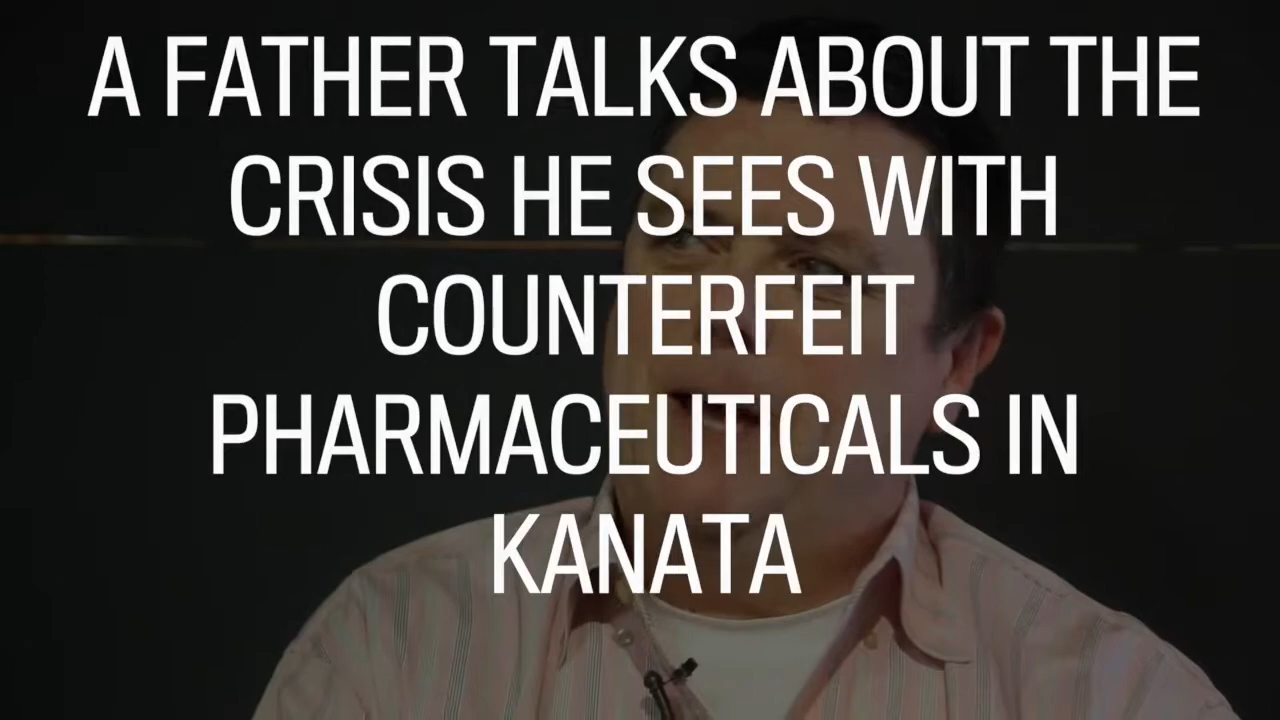 A FATHER TALKS ABOUT THE
CRISIS HE SEES WITH
COUNTERFEIT
PHARMACEUTICALS IN
KANATA